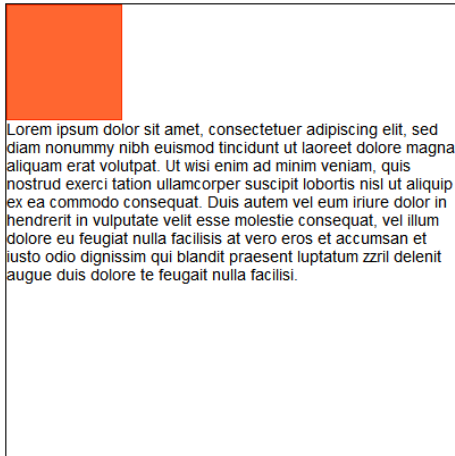 Lorem ipsum dolor sit amet, consectetuer adipiscing elit, sed
diam nonummy nibh euismod tincidunt ut laoreet dolore magna
aliquam erat volutpat. Ut wisi enim ad minim veniam, quis
nostrud exerci tation ullamcorper suscipit lobortis nisl ut aliquip
ex ea commodo consequat. Duis autem vel eum iriure dolor in
hendrerit in vulputate velit esse molestie consequat, vel illum
dolore eu feugiat nulla facilisis at vero eros et accumsan et
iusto odio dignissim qui blandit praesent luptatum zzril delenit
augue duis dolore te feugait nulla facilisi.